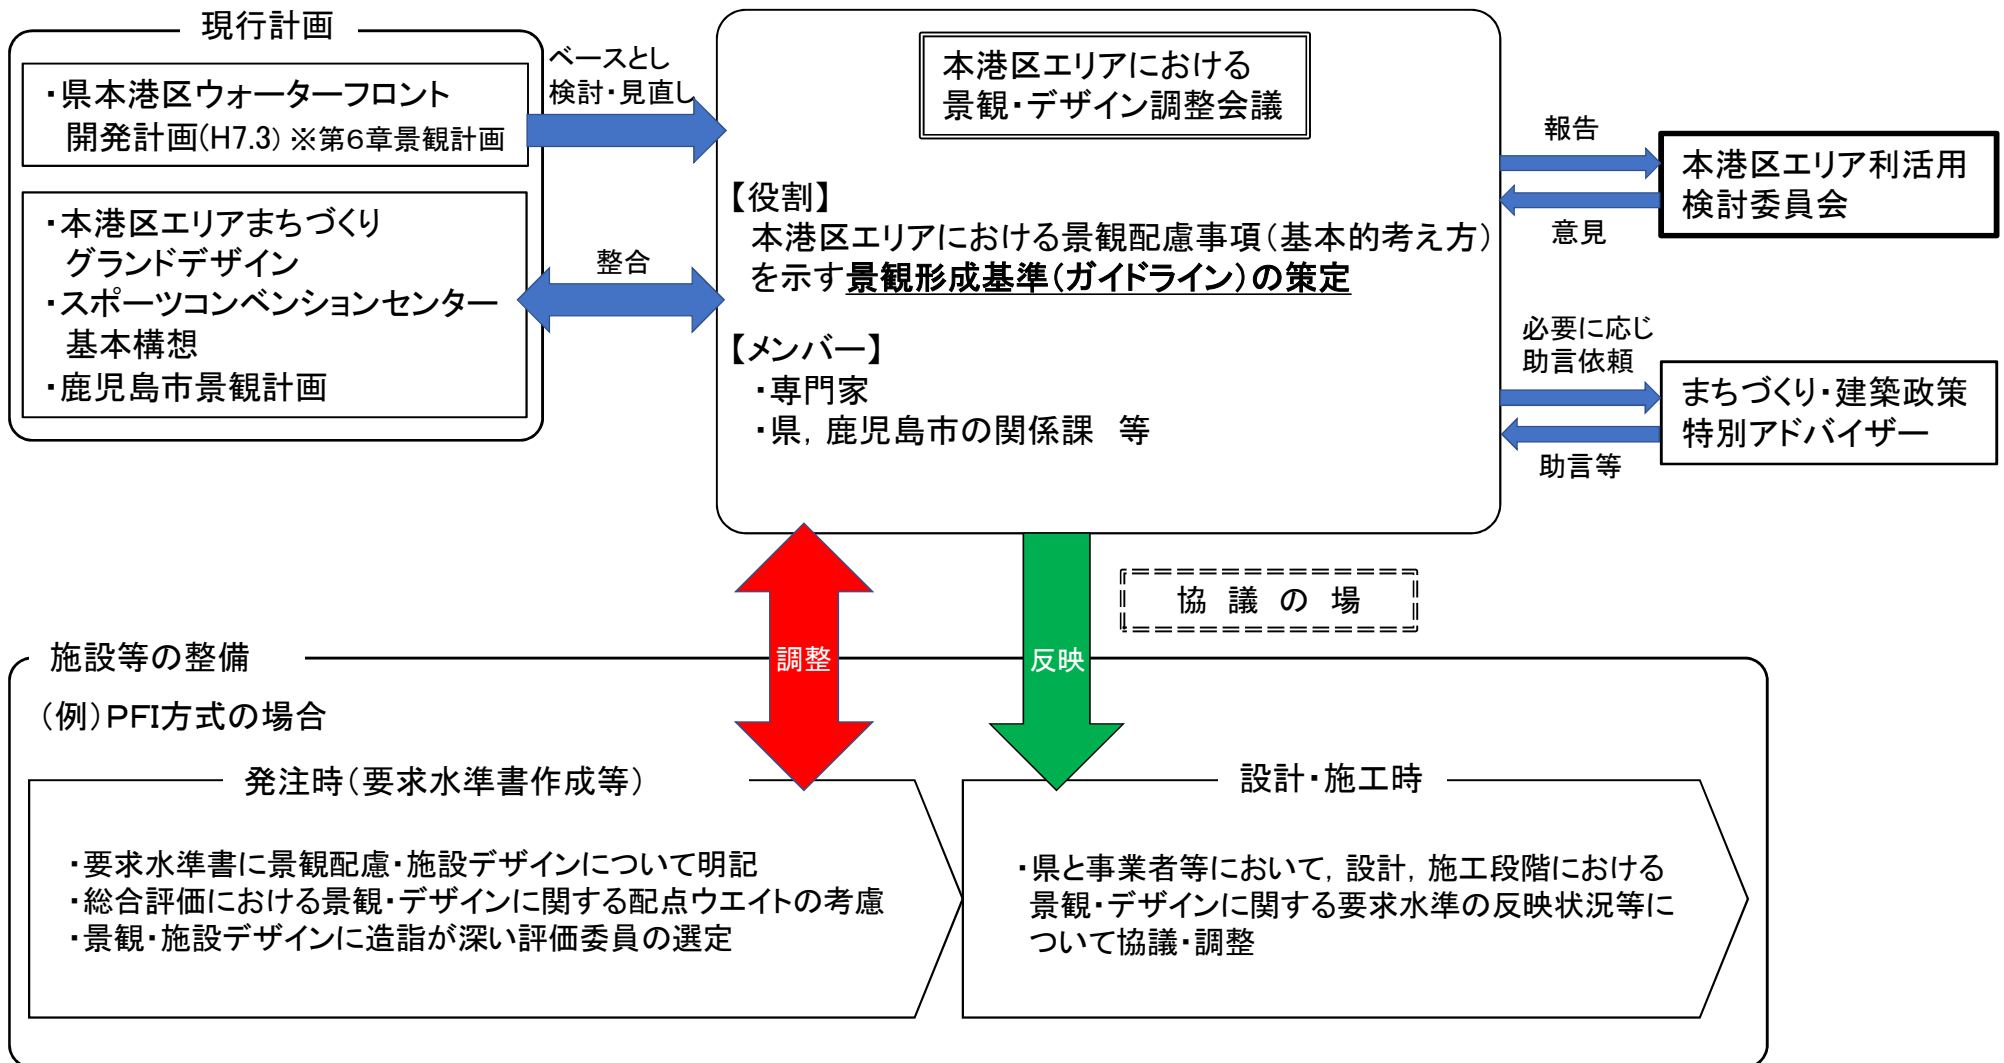 現行計画
・県本港区ウォーターフロント
開発計画(H7.3) ※第6章景観計画
・本港区エリアまちづくり
グランドデザイン
・スポーツコンベンションセンター
基本構想
・鹿児島市景観計画
ベースとし
検討・見直し
整合
本港区エリアにおける
景観・デザイン調整会議
【役割】
本港区エリアにおける景観配慮事項(基本的考え方)
を示す景観形成基準(ガイドライン)の策定
【メンバー】
・専門家
・県，鹿児島市の関係課　等
報告
意見
本港区エリア利活用
検討委員会
必要に応じ
助言依頼
助言等
まちづくり・建築政策
特別アドバイザー
調整
反映
協 議 の 場
施設等の整備
(例)PFI方式の場合
発注時(要求水準書作成等)
・要求水準書に景観配慮・施設デザインについて明記
・総合評価における景観・デザインに関する配点ウエイトの考慮
・景観・施設デザインに造詣が深い評価委員の選定
設計・施工時
・県と事業者等において，設計，施工段階における
景観・デザインに関する要求水準の反映状況等に
ついて協議・調整